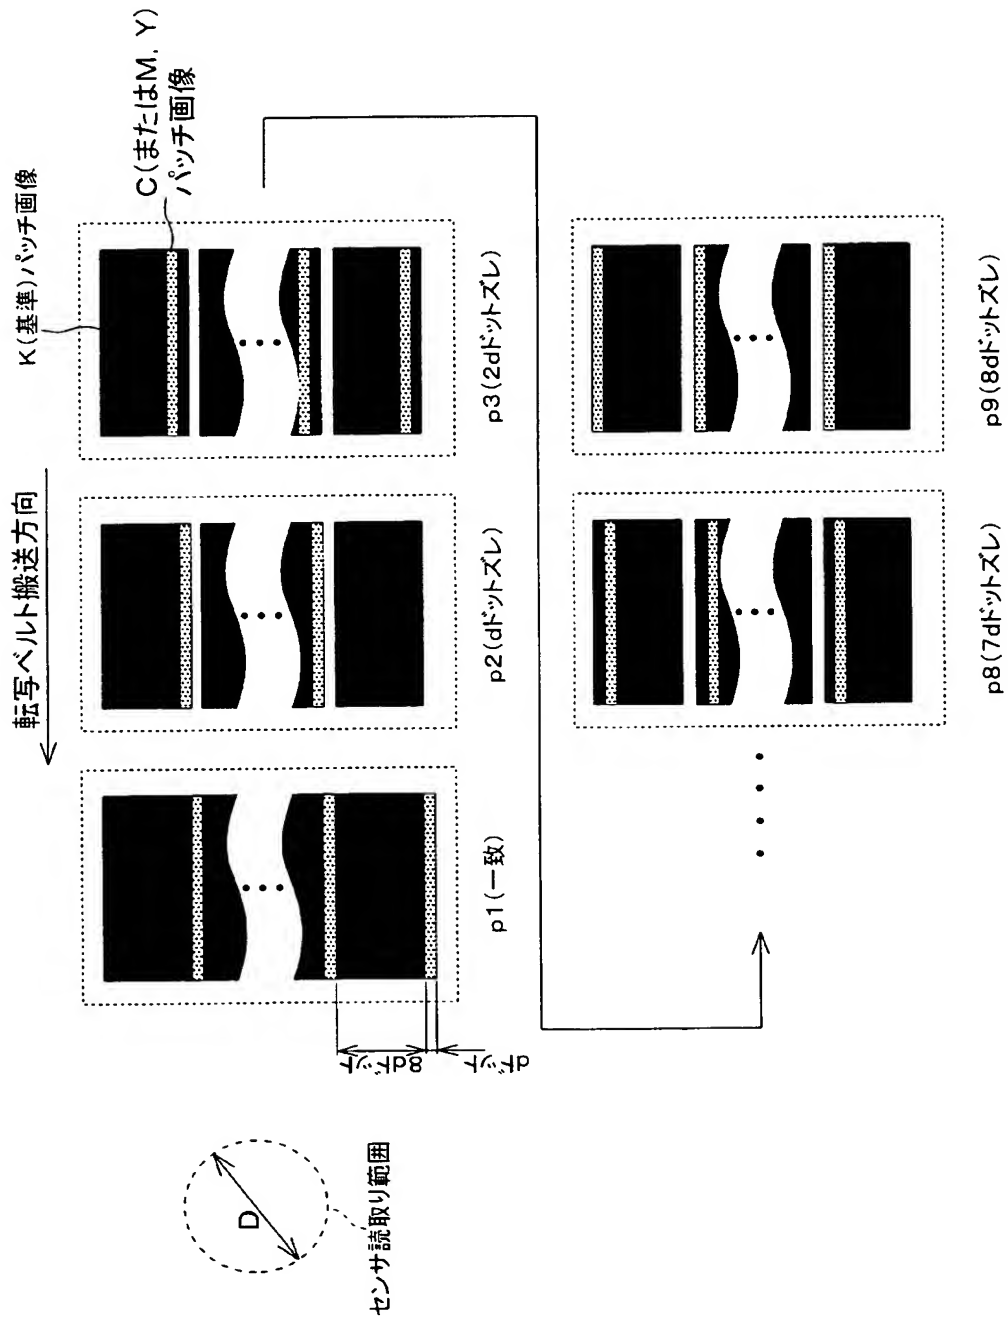 K(基準)パッチ画像
C(またはM, Y)
パッチ画像
転写ベルト搬送方向
p1(一致)
p2(dドットズレ)
p3(2dドットズレ)
8dドット
dドット
D
センサ読取り範囲
p8(7dドットズレ)
p9(8dドットズレ)